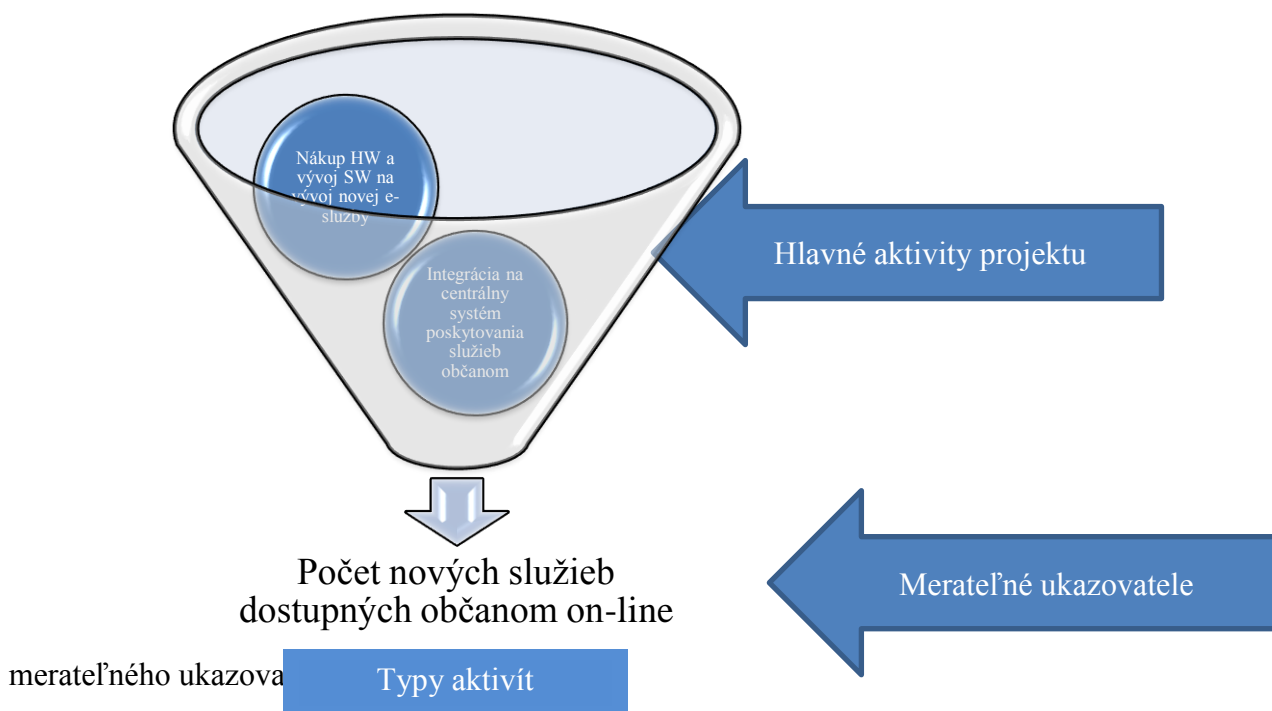 Nákup HW a
vývoj SW na
vývoj novej e-
služby
Integrácia na
centrálny
systém
poskytovania
služieb
občanom
Hlavné aktivity projektu
Počet nových služieb
dostupných občanom on-line
Merateľné ukazovatele
merateľného ukazova
Typy aktivít